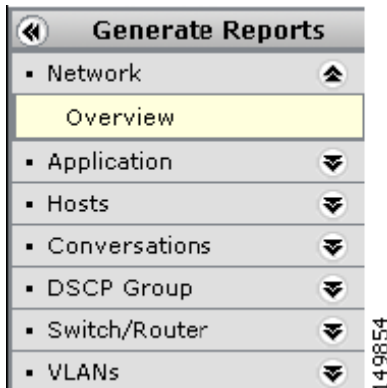 Generate Reports
Network
Overview
Application
Hosts
Conversations
DSCP Group
Switch/Router
VLANs
149854